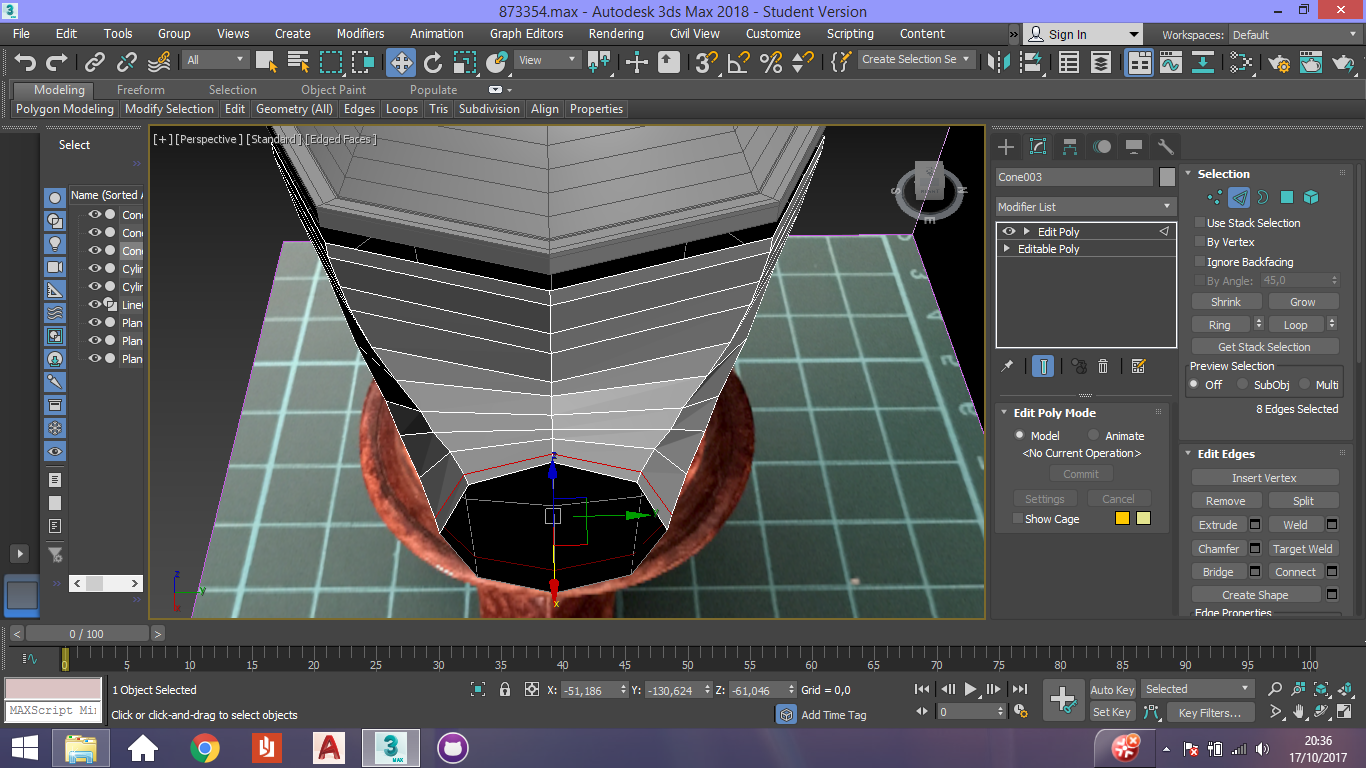 873354.max - Autodesk 3ds Max 2018 - Student Version
File Edit Tools Group Views Create Modifiers Animation Graph Editors Rendering Civil View Customize Scripting Content » Sign In Workspaces: Default
All View Create Selection Se
Modeling Freeform Selection Object Paint Populate
Polygon Modeling Modify Selection Edit Geometry (All) Edges Loops Tris Subdivision Align Properties
Select
Name (Sorted A
Cone
Cone
Cone
Cylin
Cylin
Line
Plan
Plan
Plan
[+] [Perspective] [Standard] [Edged Faces]
Cone003
Modifier List
Edit Poly
Editable Poly
Edit Poly Mode
Model Animate
<No Current Operation>
Commit
Settings Cancel
Show Cage
Selection
Use Stack Selection
By Vertex
Ignore Backfacing
By Angle: 45,0
Shrink Grow
Ring Loop
Get Stack Selection
Preview Selection
Off SubObj Multi
8 Edges Selected
Edit Edges
Insert Vertex
Remove Split
Extrude Weld
Chamfer Target Weld
Bridge Connect
Create Shape
Edge Properties
z
y
x
z
x
< 0 / 100 >
0 5 10 15 20 25 30 35 40 45 50 55 60 65 70 75 80 85 90 95 100
1 Object Selected X: -51,186 Y: -130,624 Z: -61,046 Grid = 0,0
MAXScript Mi
Click or click-and-drag to select objects
Add Time Tag
0
Auto Key Selected
Set Key Key Filters...
MAX
20:36
17/10/2017